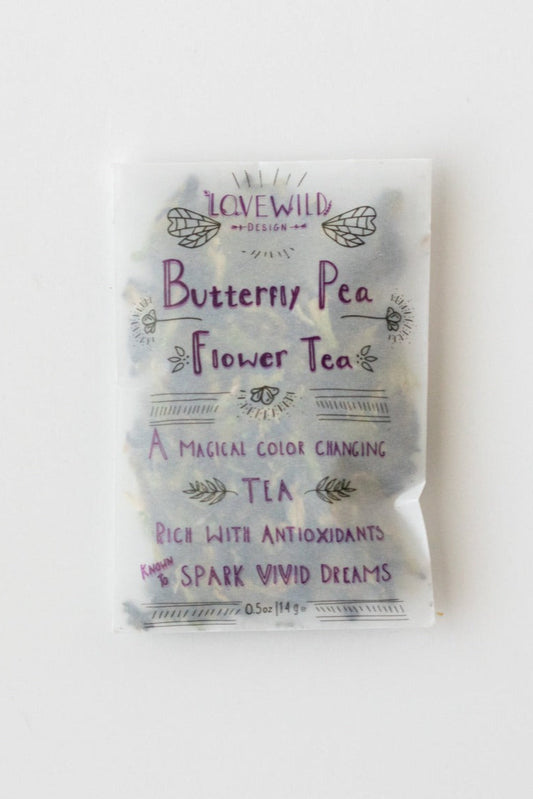 LOVEWILD
DESIGN
Butterfly Pea
Flower Tea
A MAGICAL COLOR CHANGING
TEA
RICH WITH ANTIOXIDANTS
KNOWN TO SPARK VIVID DREAMS
0.5oz | 14g